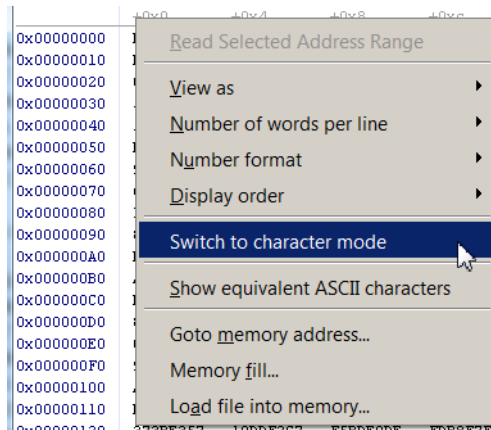 +0x0 +0x4 +0x8 +0xc
0x00000000
0x00000010
0x00000020
0x00000030
0x00000040
0x00000050
0x00000060
0x00000070
0x00000080
0x00000090
0x000000A0
0x000000B0
0x000000C0
0x000000D0
0x000000E0
0x000000F0
0x00000100
0x00000110
0x00000120
Read Selected Address Range
View as
Number of words per line
Number format
Display order
Switch to character mode
Show equivalent ASCII characters
Goto memory address...
Memory fill...
Load file into memory...